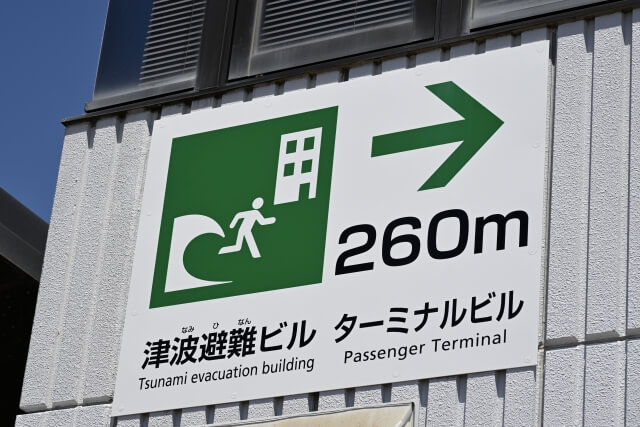 260m
なみ ひ なん
津波避難ビル ターミナルビル
Tsunami evacuation building Passenger Terminal